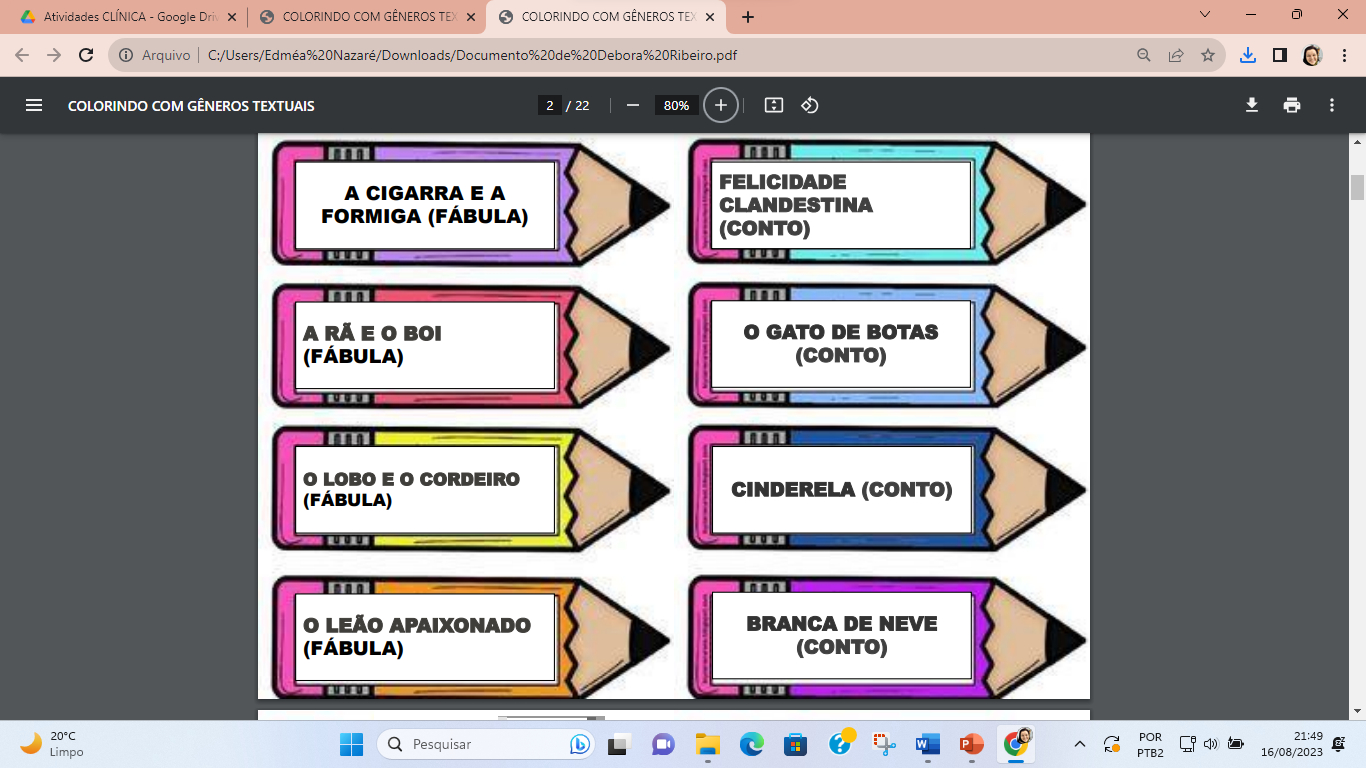 Atividades CLÍNICA - Google Driv
COLORINDO COM GÊNEROS TEX
COLORINDO COM GÊNEROS TEX
Arquivo
C:/Users/Edméa%20Nazaré/Downloads/Documento%20de%20Debora%20Ribeiro.pdf
COLORINDO COM GÊNEROS TEXTUAIS
2 / 22
80%
A CIGARRA E A
FORMIGA (FÁBULA)
FELICIDADE
CLANDESTINA
(CONTO)
A RÃ E O BOI
(FÁBULA)
O GATO DE BOTAS
(CONTO)
O LOBO E O CORDEIRO
(FÁBULA)
CINDERELA (CONTO)
O LEÃO APAIXONADO
(FÁBULA)
BRANCA DE NEVE
(CONTO)
20°C
Limpo
Pesquisar
POR
PTB2
21:49
16/08/2023